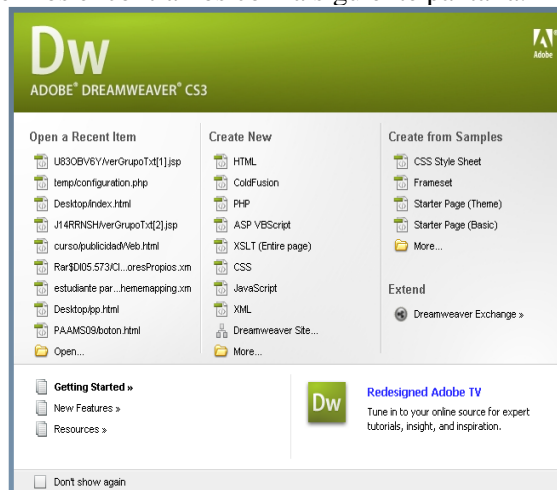 Dw
Adobe
ADOBE® DREAMWEAVER® CS3
Open a Recent Item
U83OBV6Y/verGrupoTxt[1].jsp
temp/configuration.php
Desktop/index.html
J14RRNSH/verGrupoTxt[2].jsp
curso/publicidadWeb.html
Rar$DI05.573/Cl...oresPropios.xm
estudiante par...hememapping.xm
Desktop/pp.html
PAAMS09/boton.html
Open...
Create New
HTML
ColdFusion
PHP
ASP VBScript
XSLT (Entire page)
CSS
JavaScript
XML
Dreamweaver Site...
More...
Create from Samples
CSS Style Sheet
Frameset
Starter Page (Theme)
Starter Page (Basic)
More...
Extend
Dreamweaver Exchange »
Getting Started »
New Features »
Resources »
Dw
Redesigned Adobe TV
Tune in to your online source for expert
tutorials, insight, and inspiration.
Don't show again